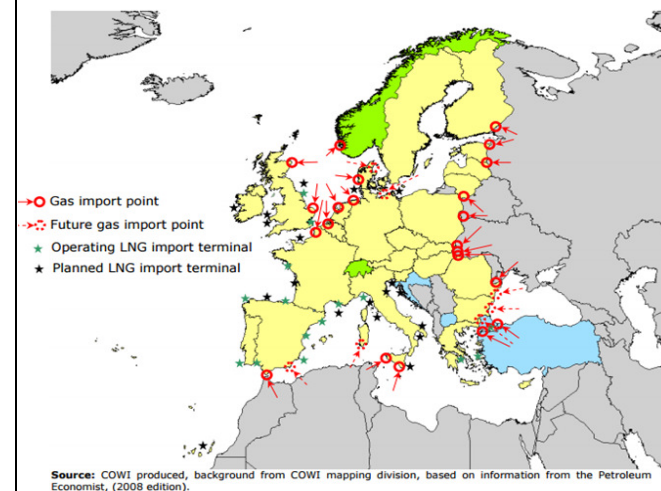 Gas import point
Future gas import point
Operating LNG import terminal
Planned LNG import terminal
Source: COWI produced, background from COWI mapping division, based on information from the Petroleum
Economist, (2008 edition).